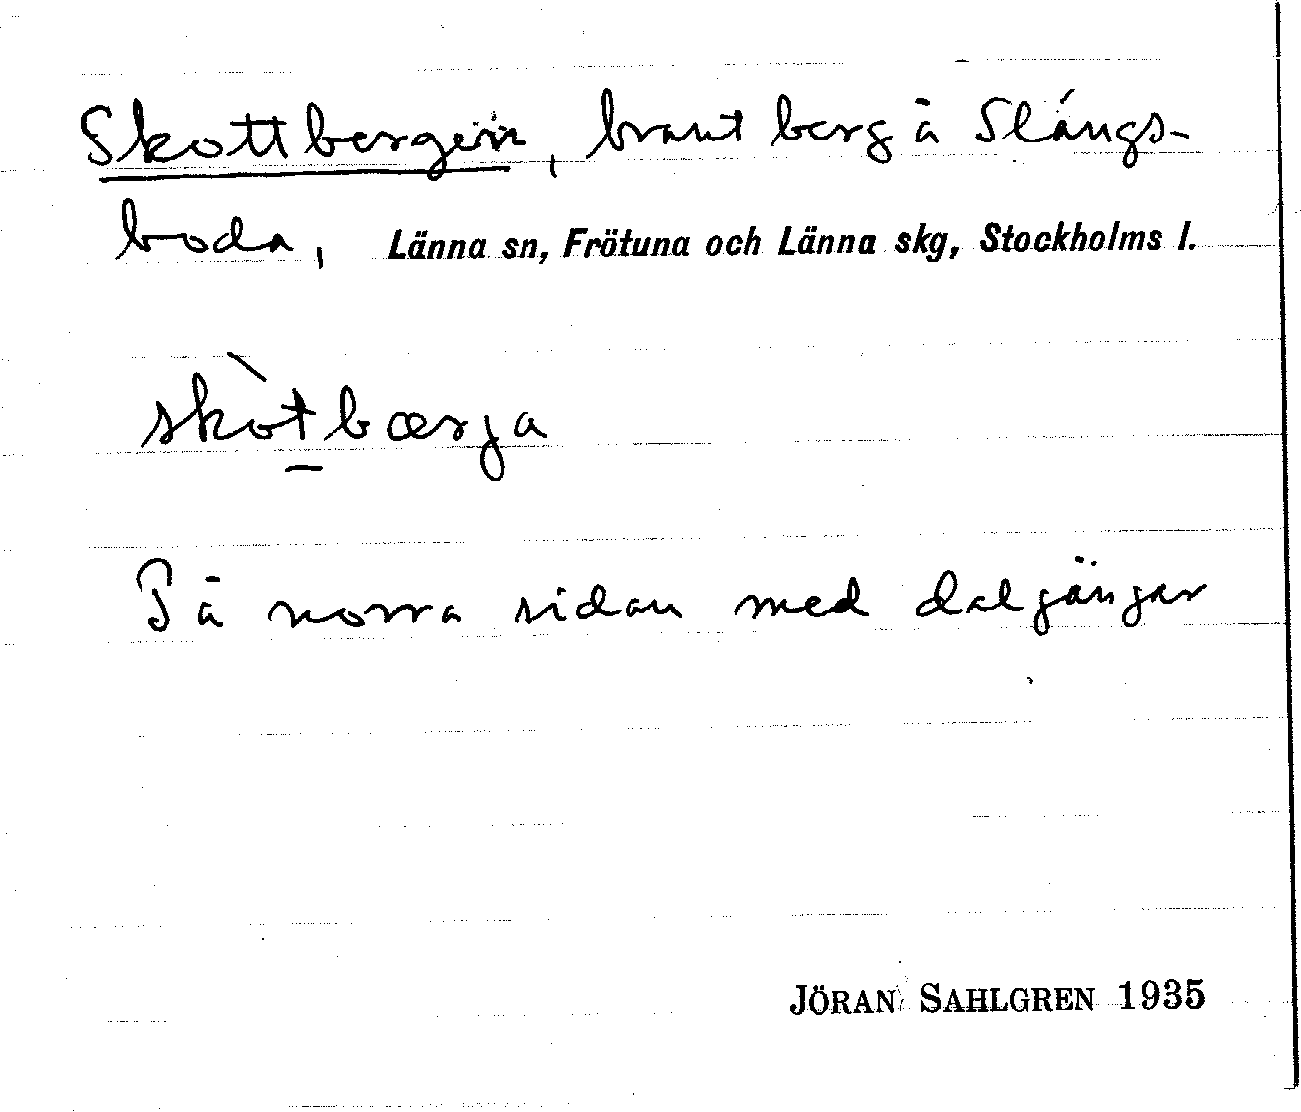 Skottbergen, brant berg å Slångs-
boda, Länna sn, Frötuna och Länna skg, Stockholms l.
skòtbærja
På norra sidan med dalgångar
JÖRAN SAHLGREN 1935